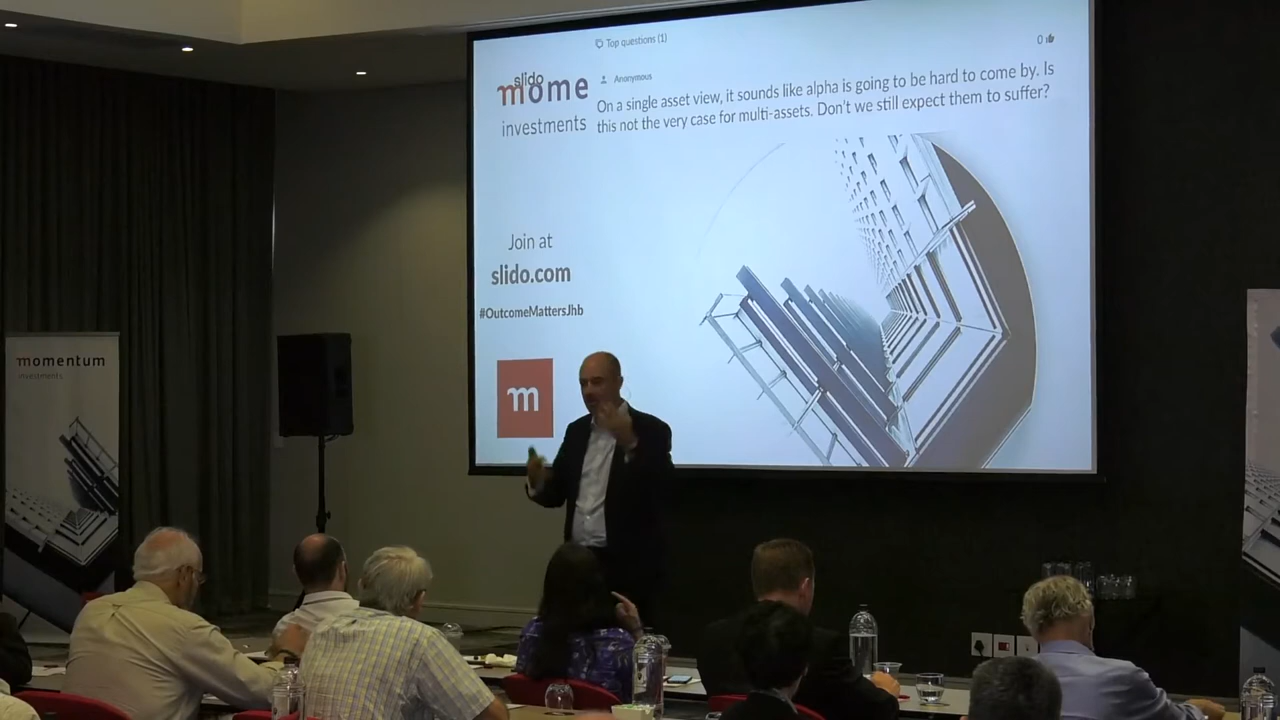 Top questions (1)
0
slido
mome
investments
Anonymous
On a single asset view, it sounds like alpha is going to be hard to come by. Is
this not the very case for multi-assets. Don't we still expect them to suffer?
Join at
slido.com
#OutcomeMattersJhb
m
momentum
investments